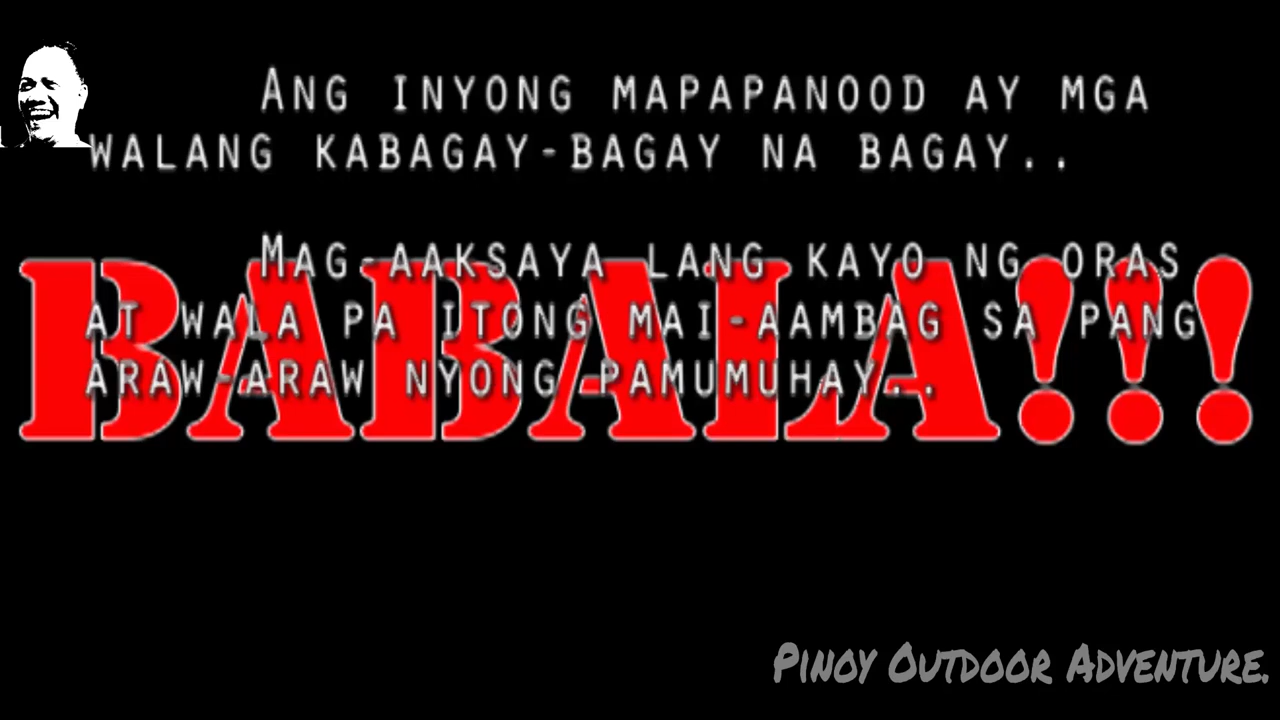 Ang inyong mapapanood ay mga
walang kabagay-bagay na bagay..
Mag-aaksaya lang kayo ng oras
at wala pa itong mai-aambag sa pang
araw-araw nyong pamumuhay..
BABALA!!!
Pinoy Outdoor Adventure.